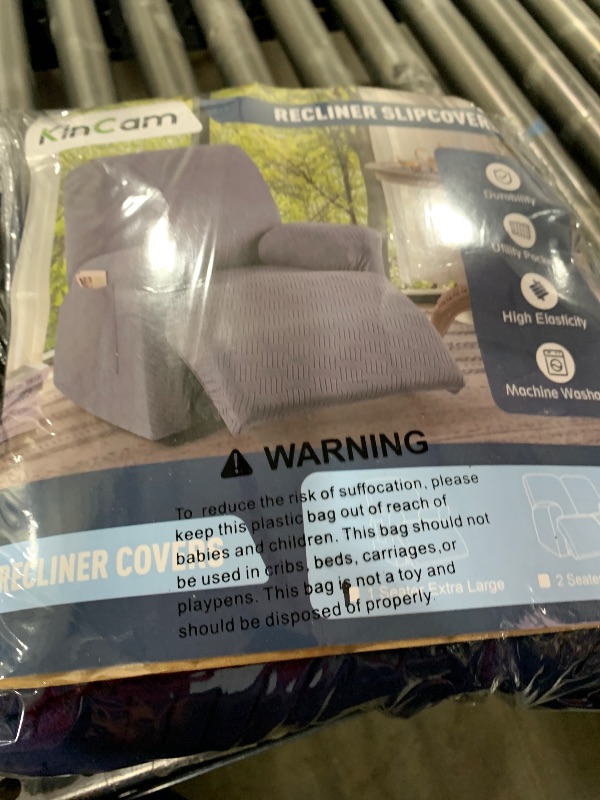 KinCam
RECLINER SLIPCOVER
Durability
Utility
High Elasticity
Machine
WARNING
To reduce the risk of suffocation, please
keep this plastic bag out of reach of
babies and children. This bag should not
be used in cribs, beds, carriages,or
playpens. This bag is not a toy and
should be disposed of properly.
RECLINER COVERS
1 Seater Extra Large
2 Seater